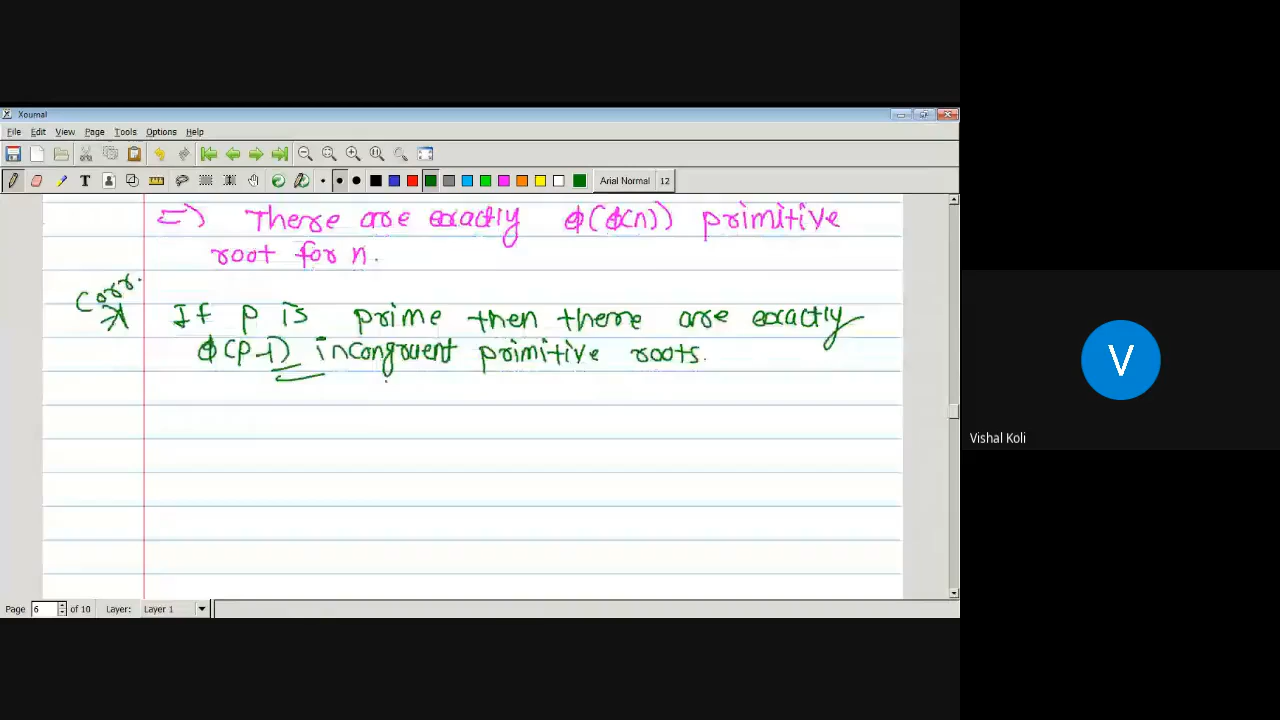 Xournal
File Edit View Page Tools Options Help
T Arial Normal 12
=) There are exactly ϕ(ϕ(n)) primitive
root for n.
Corr.
If p is prime then there are exactly
ϕ(p-1) incongruent primitive roots.
V
Vishal Koli
Page 6 of 10 Layer: Layer 1